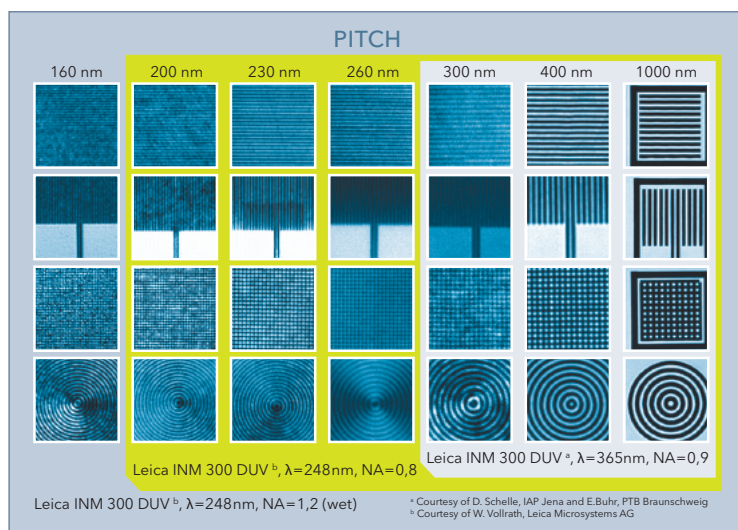 PITCH
160 nm 200 nm 230 nm 260 nm 300 nm 400 nm 1000 nm
Leica INM 300 DUV ᵇ, λ=248nm, NA=0,8
Leica INM 300 DUV ᵃ, λ=365nm, NA=0,9
Leica INM 300 DUV ᵇ, λ=248nm, NA=1,2 (wet)
ᵃ Courtesy of D. Schelle, IAP Jena and E.Buhr, PTB Braunschweig
ᵇ Courtesy of W. Vollrath, Leica Microsystems AG